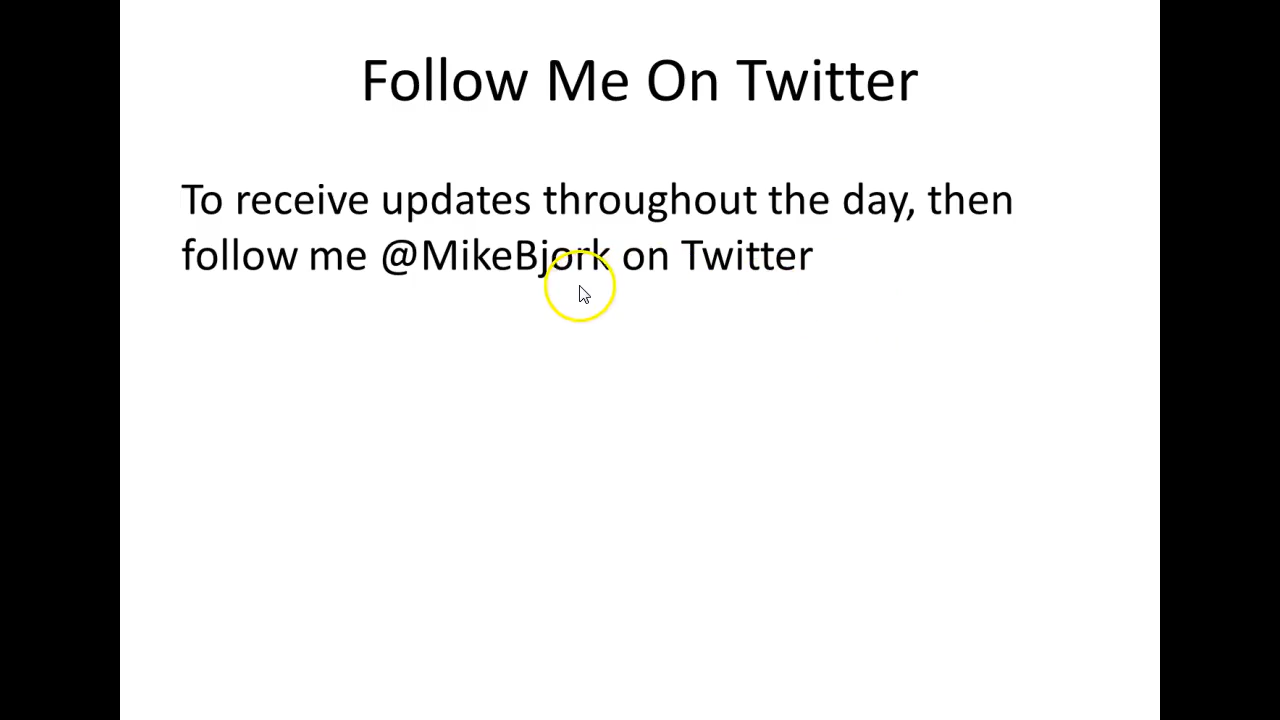 Follow Me On Twitter
To receive updates throughout the day, then
follow me @MikeBjork on Twitter